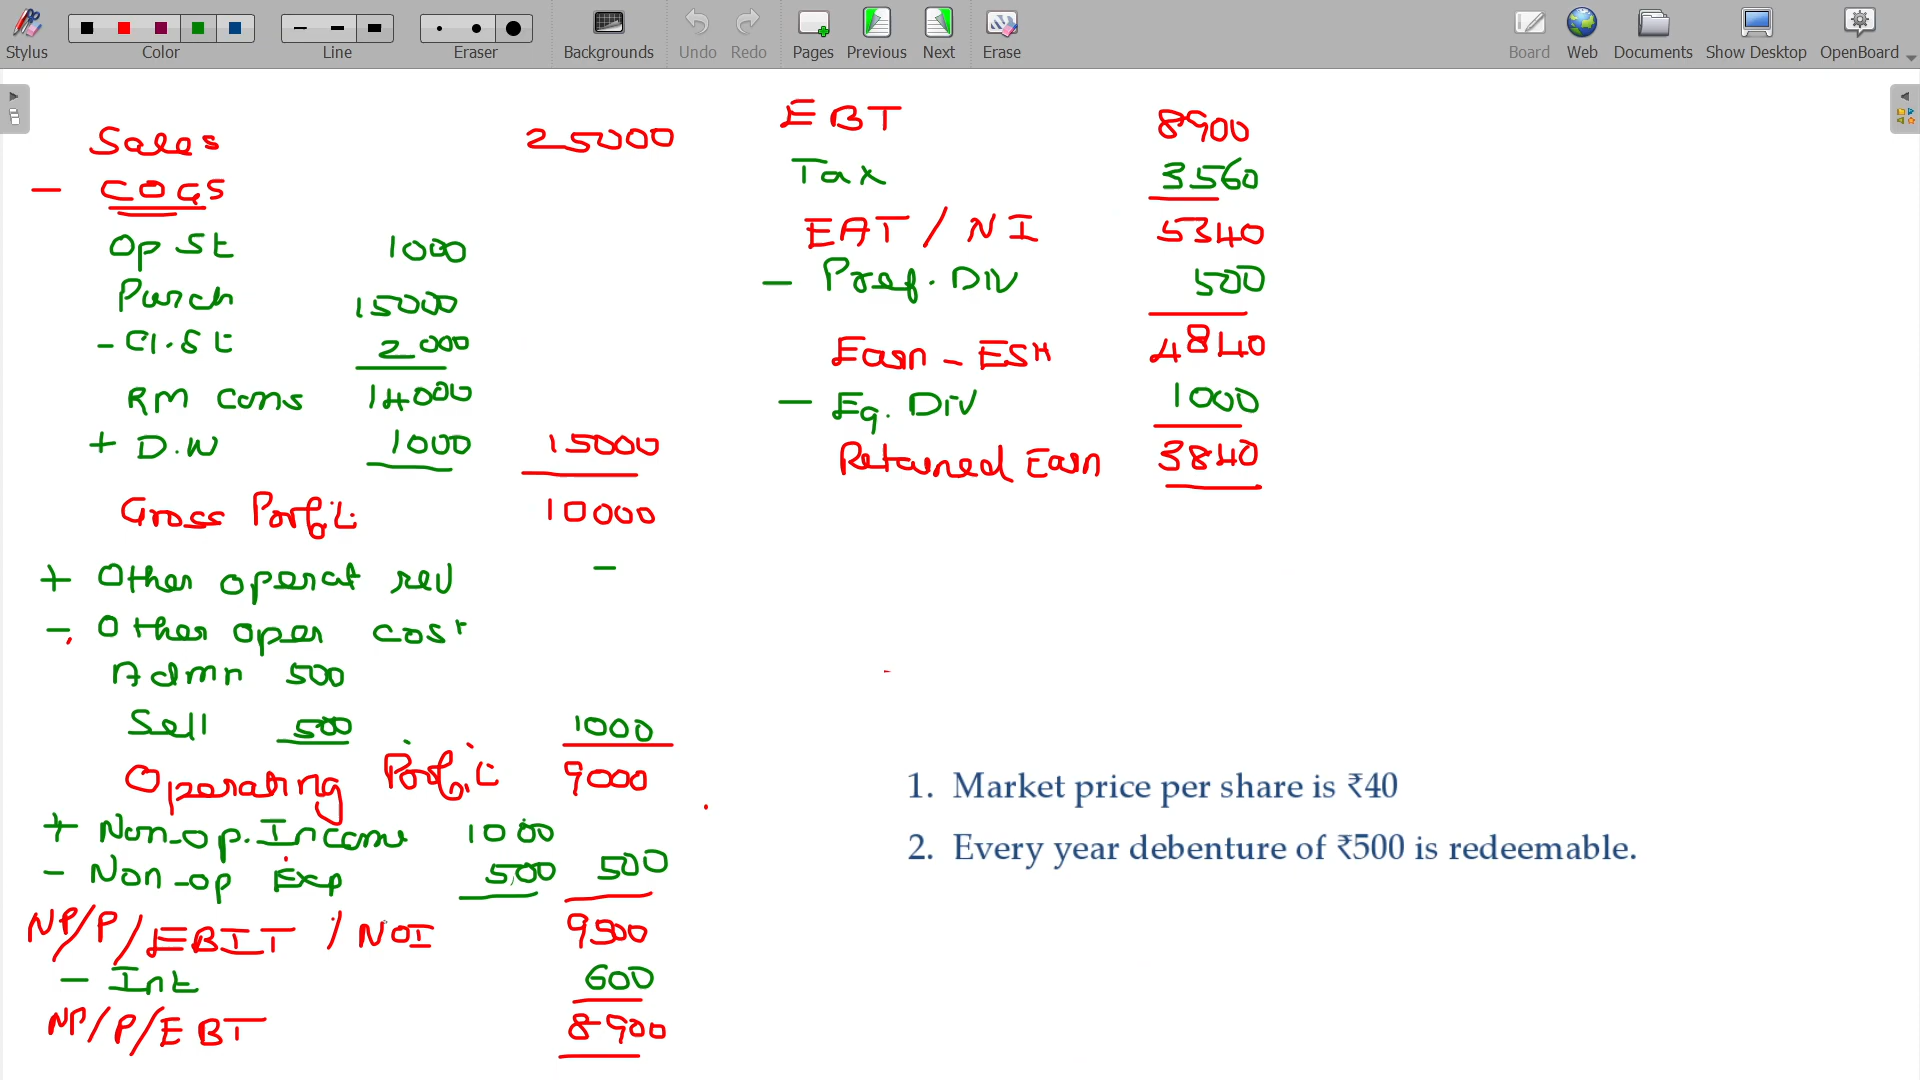 Stylus Color Line Eraser Backgrounds Undo Redo Pages Previous Next Erase Board Web Documents Show Desktop OpenBoard
Sales 25000
- COGS
Op St 1000
Purch 15000
- Cl. St 2000
RM Cons 14000
+ D.W 1000 15000
Gross Porfit 10000
+ Other operat rev -
- Other oper cost
Admn 500
Sell 500 1000
Operating Porfit 9000
+ Non-op. Income 1000
- Non-op Exp 500 500
NP/P/EBIT / NOI 9500
- Int 600
NP/P/EBT 8900
EBT 8900
Tax 3560
EAT / NI 5340
- Pref. Div 500
Earn - ESH 4840
- Eq. Div 1000
Retained Earn 3840
1. Market price per share is ₹40
2. Every year debenture of ₹500 is redeemable.